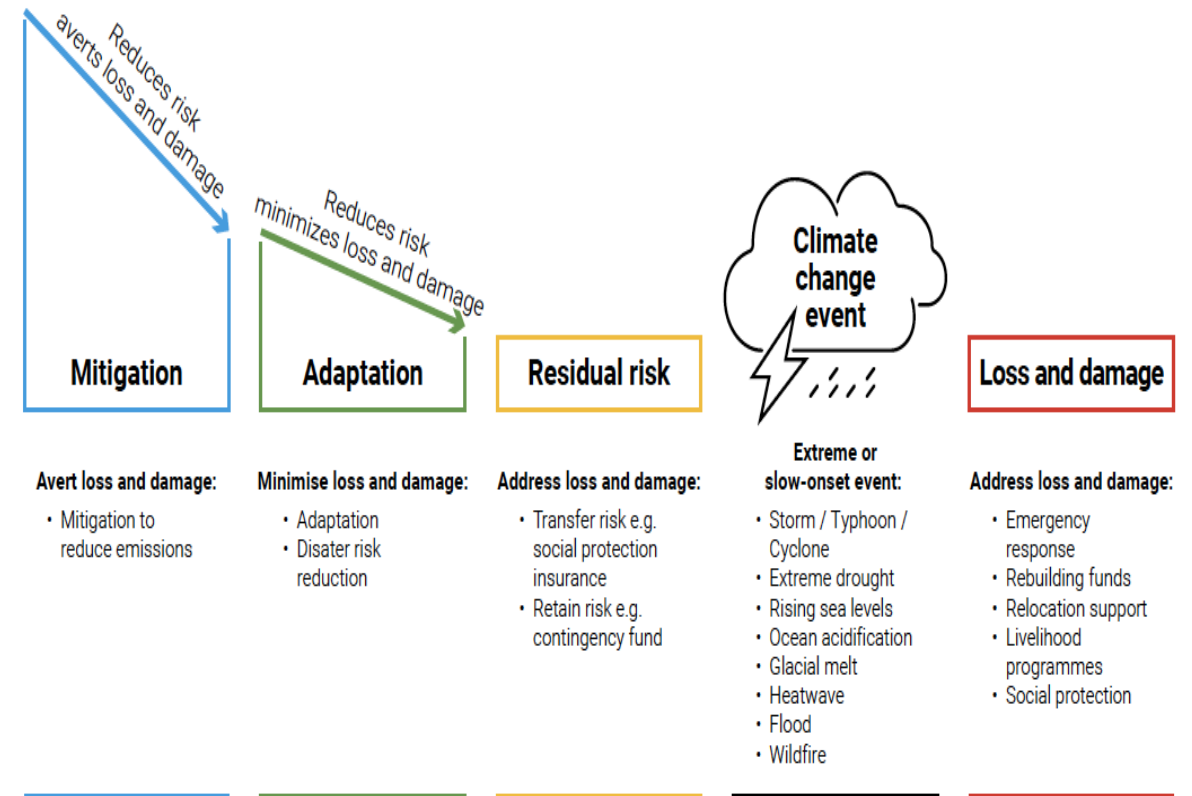 Reduces risk
averts loss and damage
Reduces risk
minimizes loss and damage
Climate
change
event
Mitigation
Adaptation
Residual risk
Loss and damage
Avert loss and damage:
• Mitigation to
reduce emissions
Minimise loss and damage:
• Adaptation
• Disater risk
reduction
Address loss and damage:
• Transfer risk e.g.
social protection
insurance
• Retain risk e.g.
contingency fund
Extreme or
slow-onset event:
• Storm / Typhoon /
Cyclone
• Extreme drought
• Rising sea levels
• Ocean acidification
• Glacial melt
• Heatwave
• Flood
• Wildfire
Address loss and damage:
• Emergency
response
• Rebuilding funds
• Relocation support
• Livelihood
programmes
• Social protection